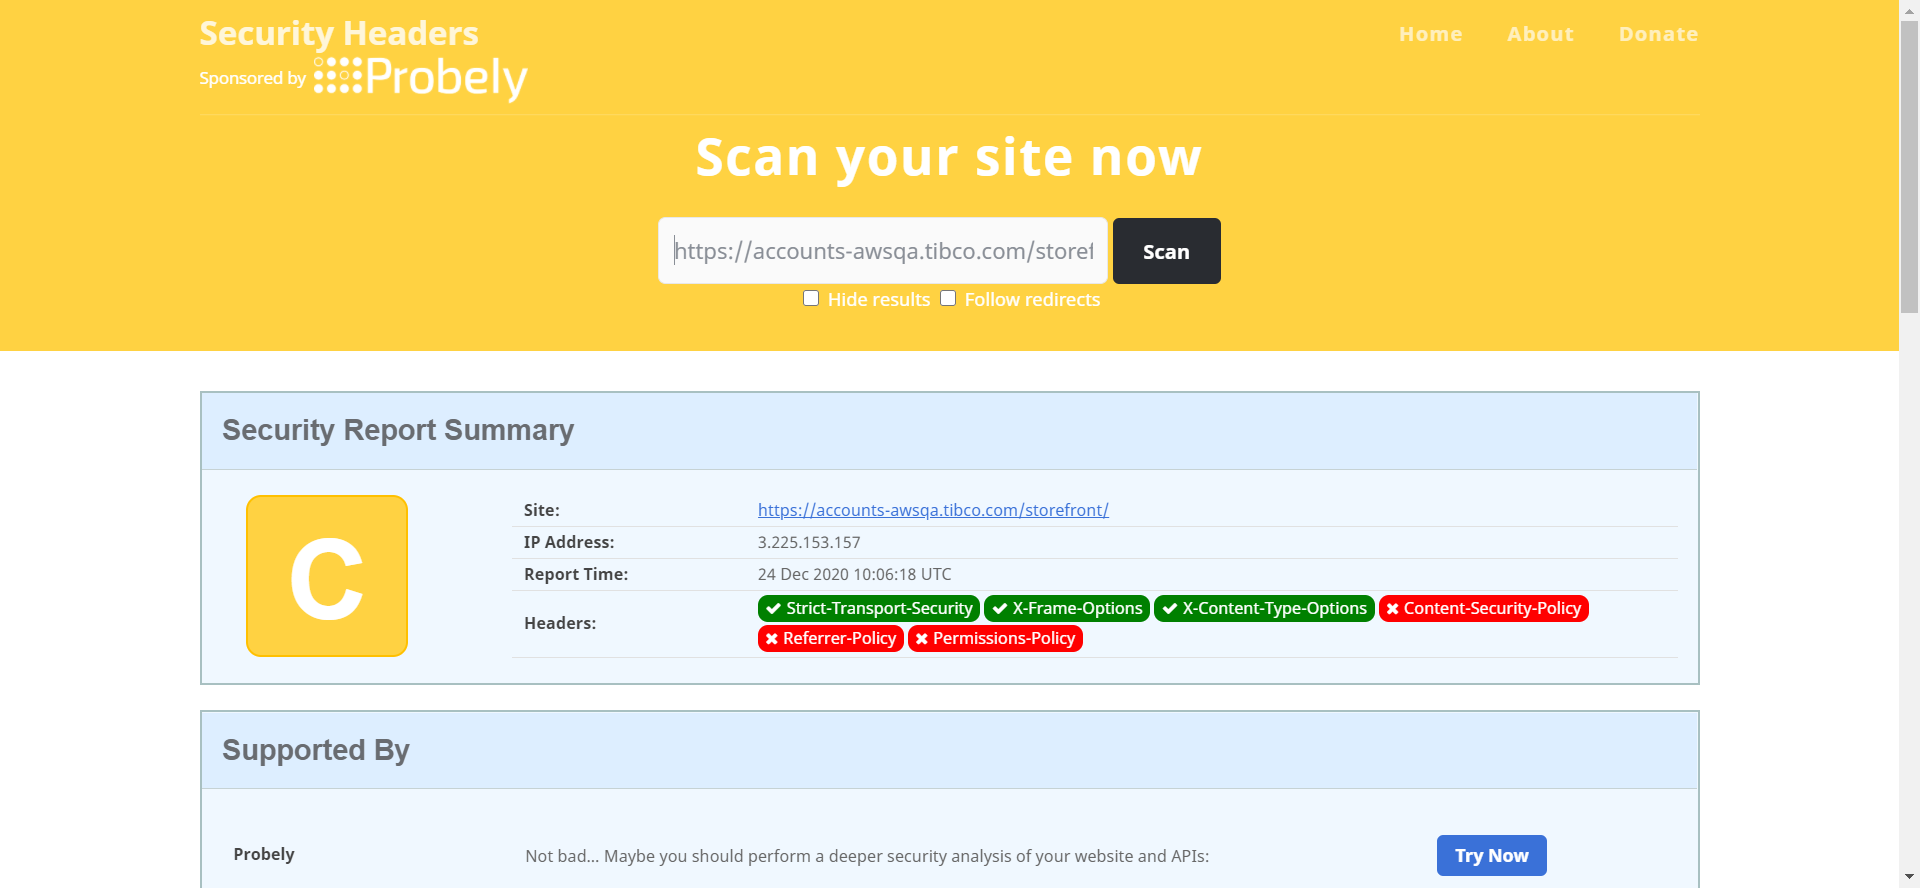 Security Headers
Home About Donate
Sponsored by Probely
Scan your site now
https://accounts-awsqa.tibco.com/storef
Scan
Hide results Follow redirects
Security Report Summary
C
Site: https://accounts-awsqa.tibco.com/storefront/
IP Address: 3.225.153.157
Report Time: 24 Dec 2020 10:06:18 UTC
Headers: Strict-Transport-Security X-Frame-Options X-Content-Type-Options Content-Security-Policy
Referrer-Policy Permissions-Policy
Supported By
Probely Not bad... Maybe you should perform a deeper security analysis of your website and APIs: Try Now